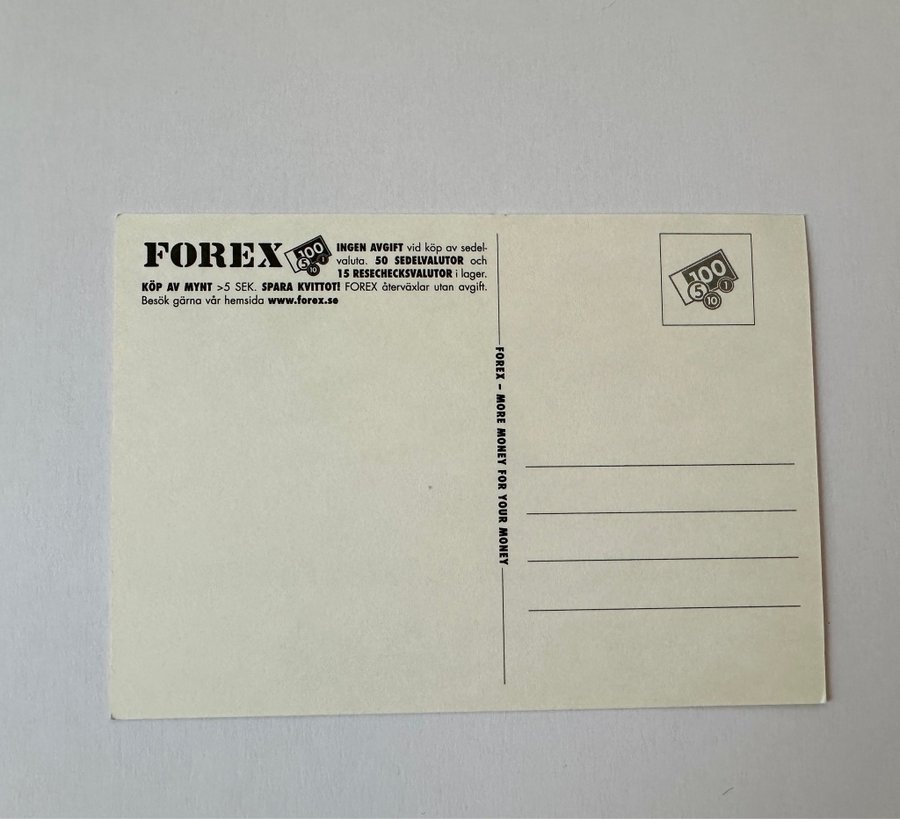 FOREX 100 5 1 10
INGEN AVGIFT vid köp av sedel-
valuta. 50 SEDELVALUTOR och
15 RESECHECKSVALUTOR i lager.
KÖP AV MYNT >5 SEK. SPARA KVITTOT! FOREX återväxlar utan avgift.
Besök gärna vår hemsida www.forex.se
FOREX – MORE MONEY FOR YOUR MONEY
100
5 1
10